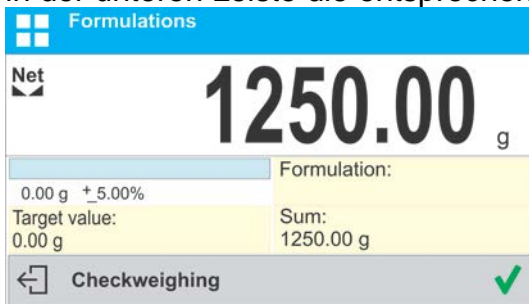 Formulations
Net
1250.00 g
0.00 g ±5.00%
Formulation:
Target value:
0.00 g
Sum:
1250.00 g
Checkweighing